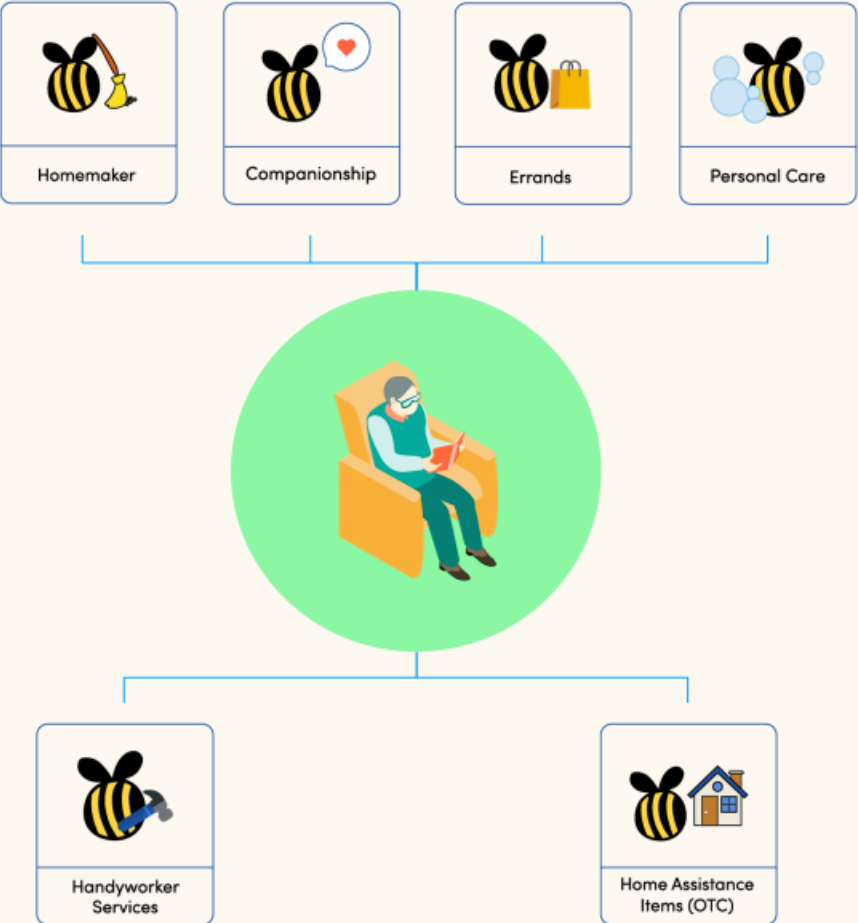 Homemaker
Companionship
Errands
Personal Care
Handyworker
Services
Home Assistance
Items (OTC)